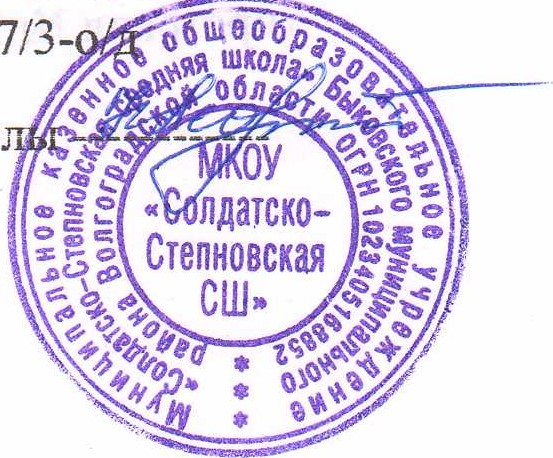 7/3-о/д
лы
Муниципальное казенное общеобразовательное учреждение
«Солдатско-Степновская средняя школа» Быковского муниципального
района Волгоградской области ОГРН 1023405168852
* * *
МКОУ
«Солдатско-
Степновская
СШ»